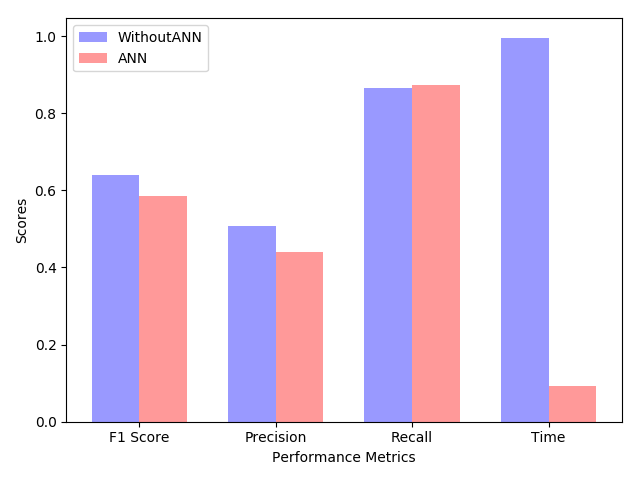 WithoutANN
ANN
1.0
0.8
0.6
0.4
0.2
0.0
Scores
F1 Score Precision Recall Time
Performance Metrics